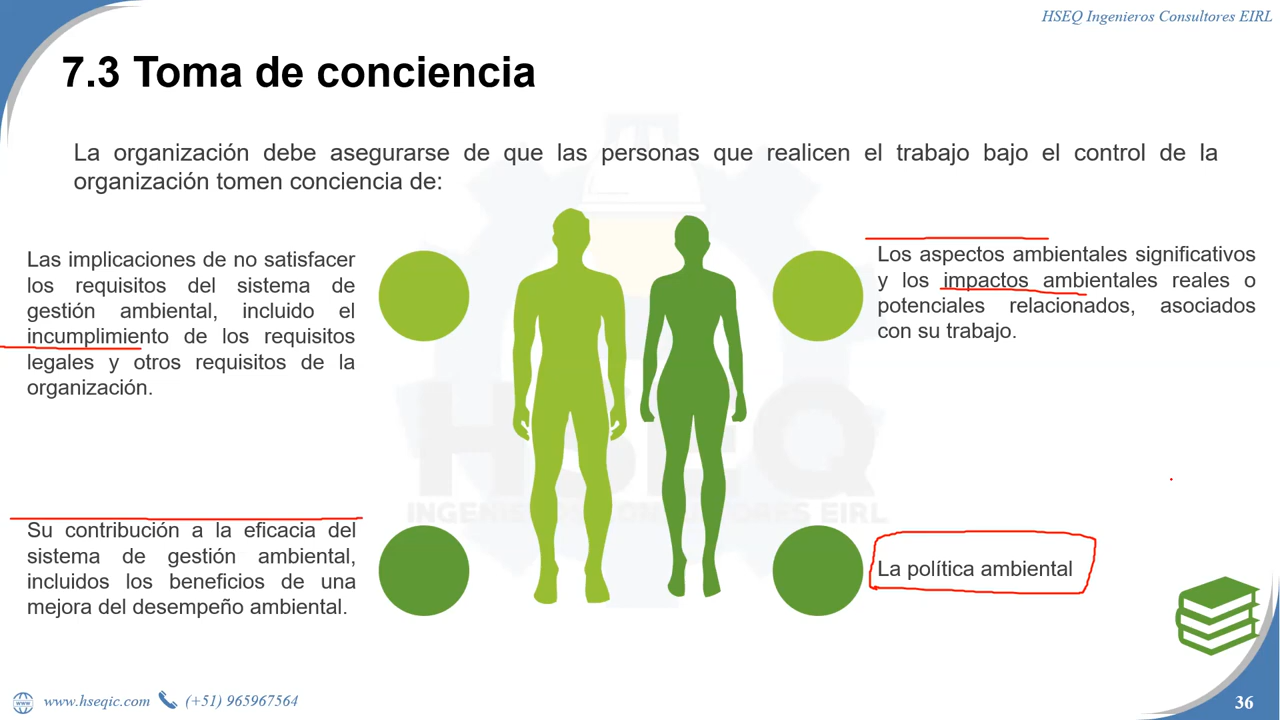 HSEQ Ingenieros Consultores EIRL
7.3 Toma de conciencia
La organización debe asegurarse de que las personas que realicen el trabajo bajo el control de la
organización tomen conciencia de:
Las implicaciones de no satisfacer
los requisitos del sistema de
gestión ambiental, incluido el
incumplimiento de los requisitos
legales y otros requisitos de la
organización.
Los aspectos ambientales significativos
y los impactos ambientales reales o
potenciales relacionados, asociados
con su trabajo.
Su contribución a la eficacia del
sistema de gestión ambiental,
incluidos los beneficios de una
mejora del desempeño ambiental.
La política ambiental
HSEQ
INGENIEROS CONSULTORES EIRL
www.hseqic.com (+51) 965967564
36